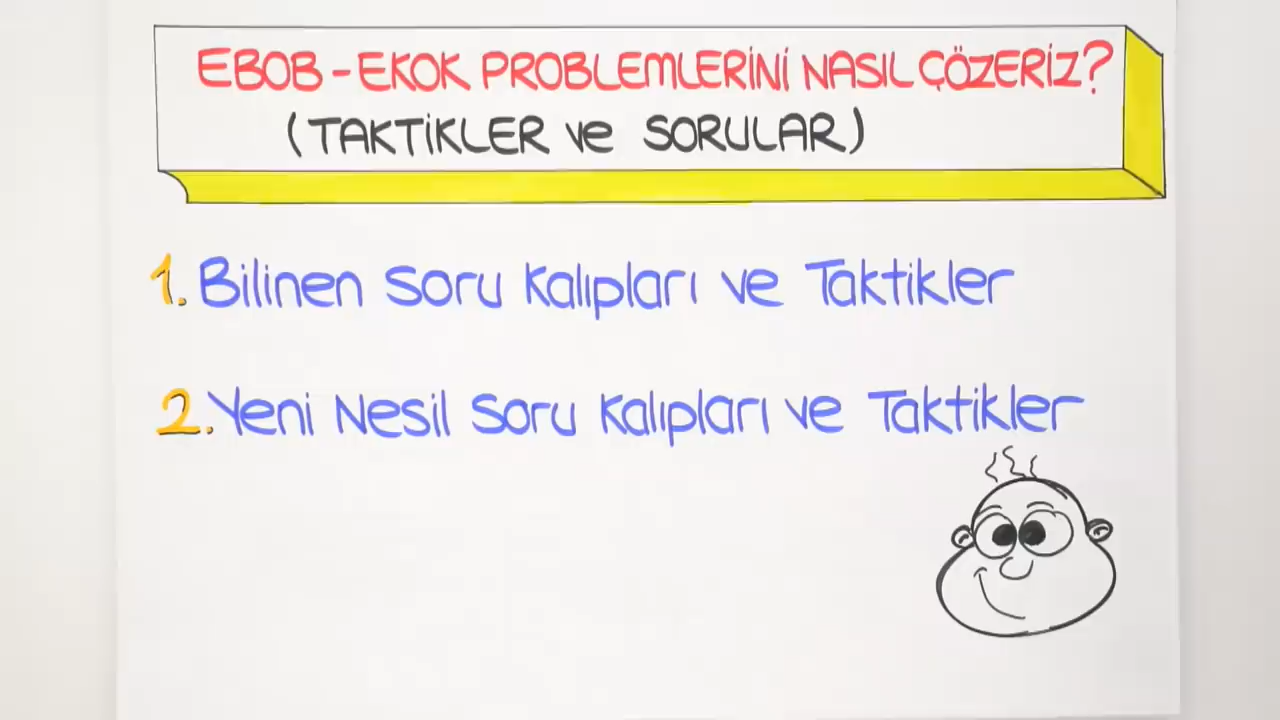 EBOB - EKOK PROBLEMLERİNİ NASIL ÇÖZERİZ?
(TAKTİKLER ve SORULAR)
1. Bilinen Soru Kalıpları ve Taktikler
2. Yeni Nesil Soru Kalıpları ve Taktikler